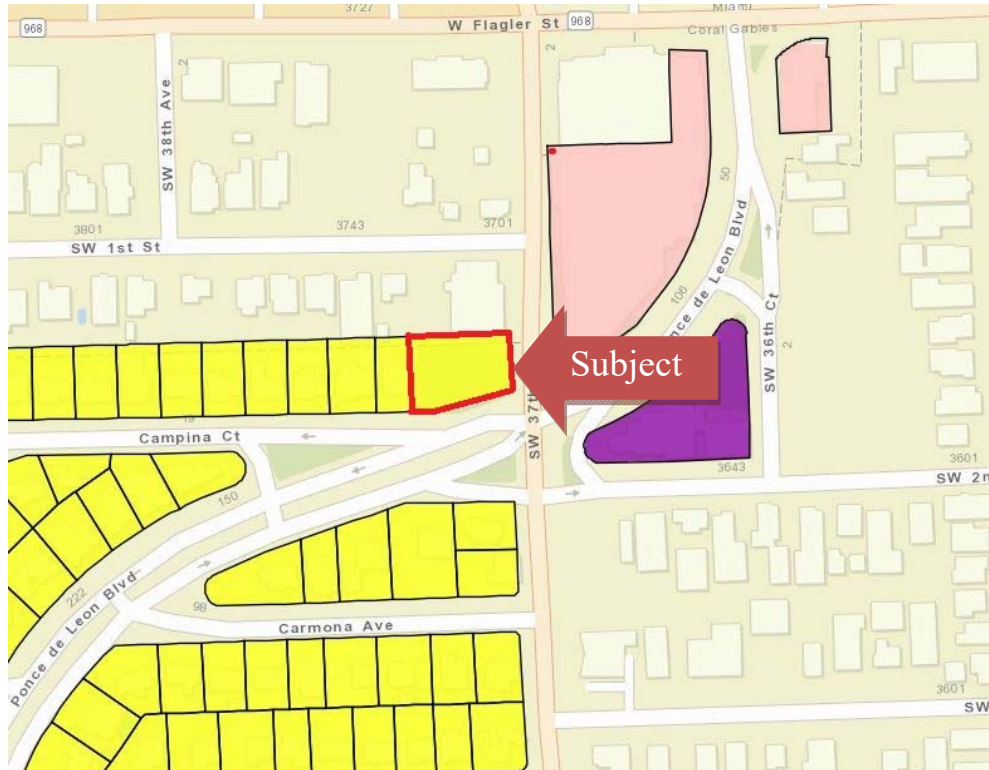 3727
Miami
968
W Flagler St
968
Coral Gables
2
2
SW 38th Ave
50
3801
3743
3701
SW 1st St
Ponce de Leon Blvd
106
SW 36th Ct
2
Subject
SW 37th
19
Campina Ct
3643
3601
SW 2n
150
222
98
Ponce de Leon Blvd
Carmona Ave
3601
SW